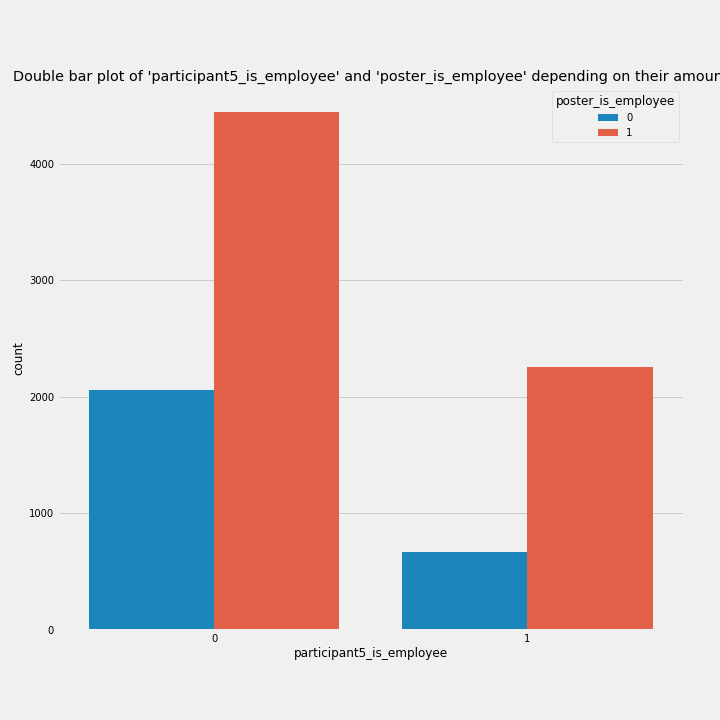 Double bar plot of 'participant5_is_employee' and 'poster_is_employee' depending on their amour
poster_is_employee
0
1
4000
3000
2000
1000
0
count
0 1
participant5_is_employee